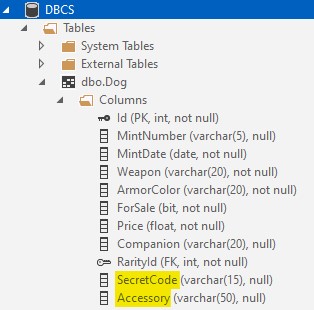 DBCS
Tables
System Tables
External Tables
dbo.Dog
Columns
Id (PK, int, not null)
MintNumber (varchar(5), null)
MintDate (date, not null)
Weapon (varchar(20), not null)
ArmorColor (varchar(20), not null)
ForSale (bit, not null)
Price (float, not null)
Companion (varchar(20), null)
RarityId (FK, int, not null)
SecretCode (varchar(15), null)
Accessory (varchar(50), null)